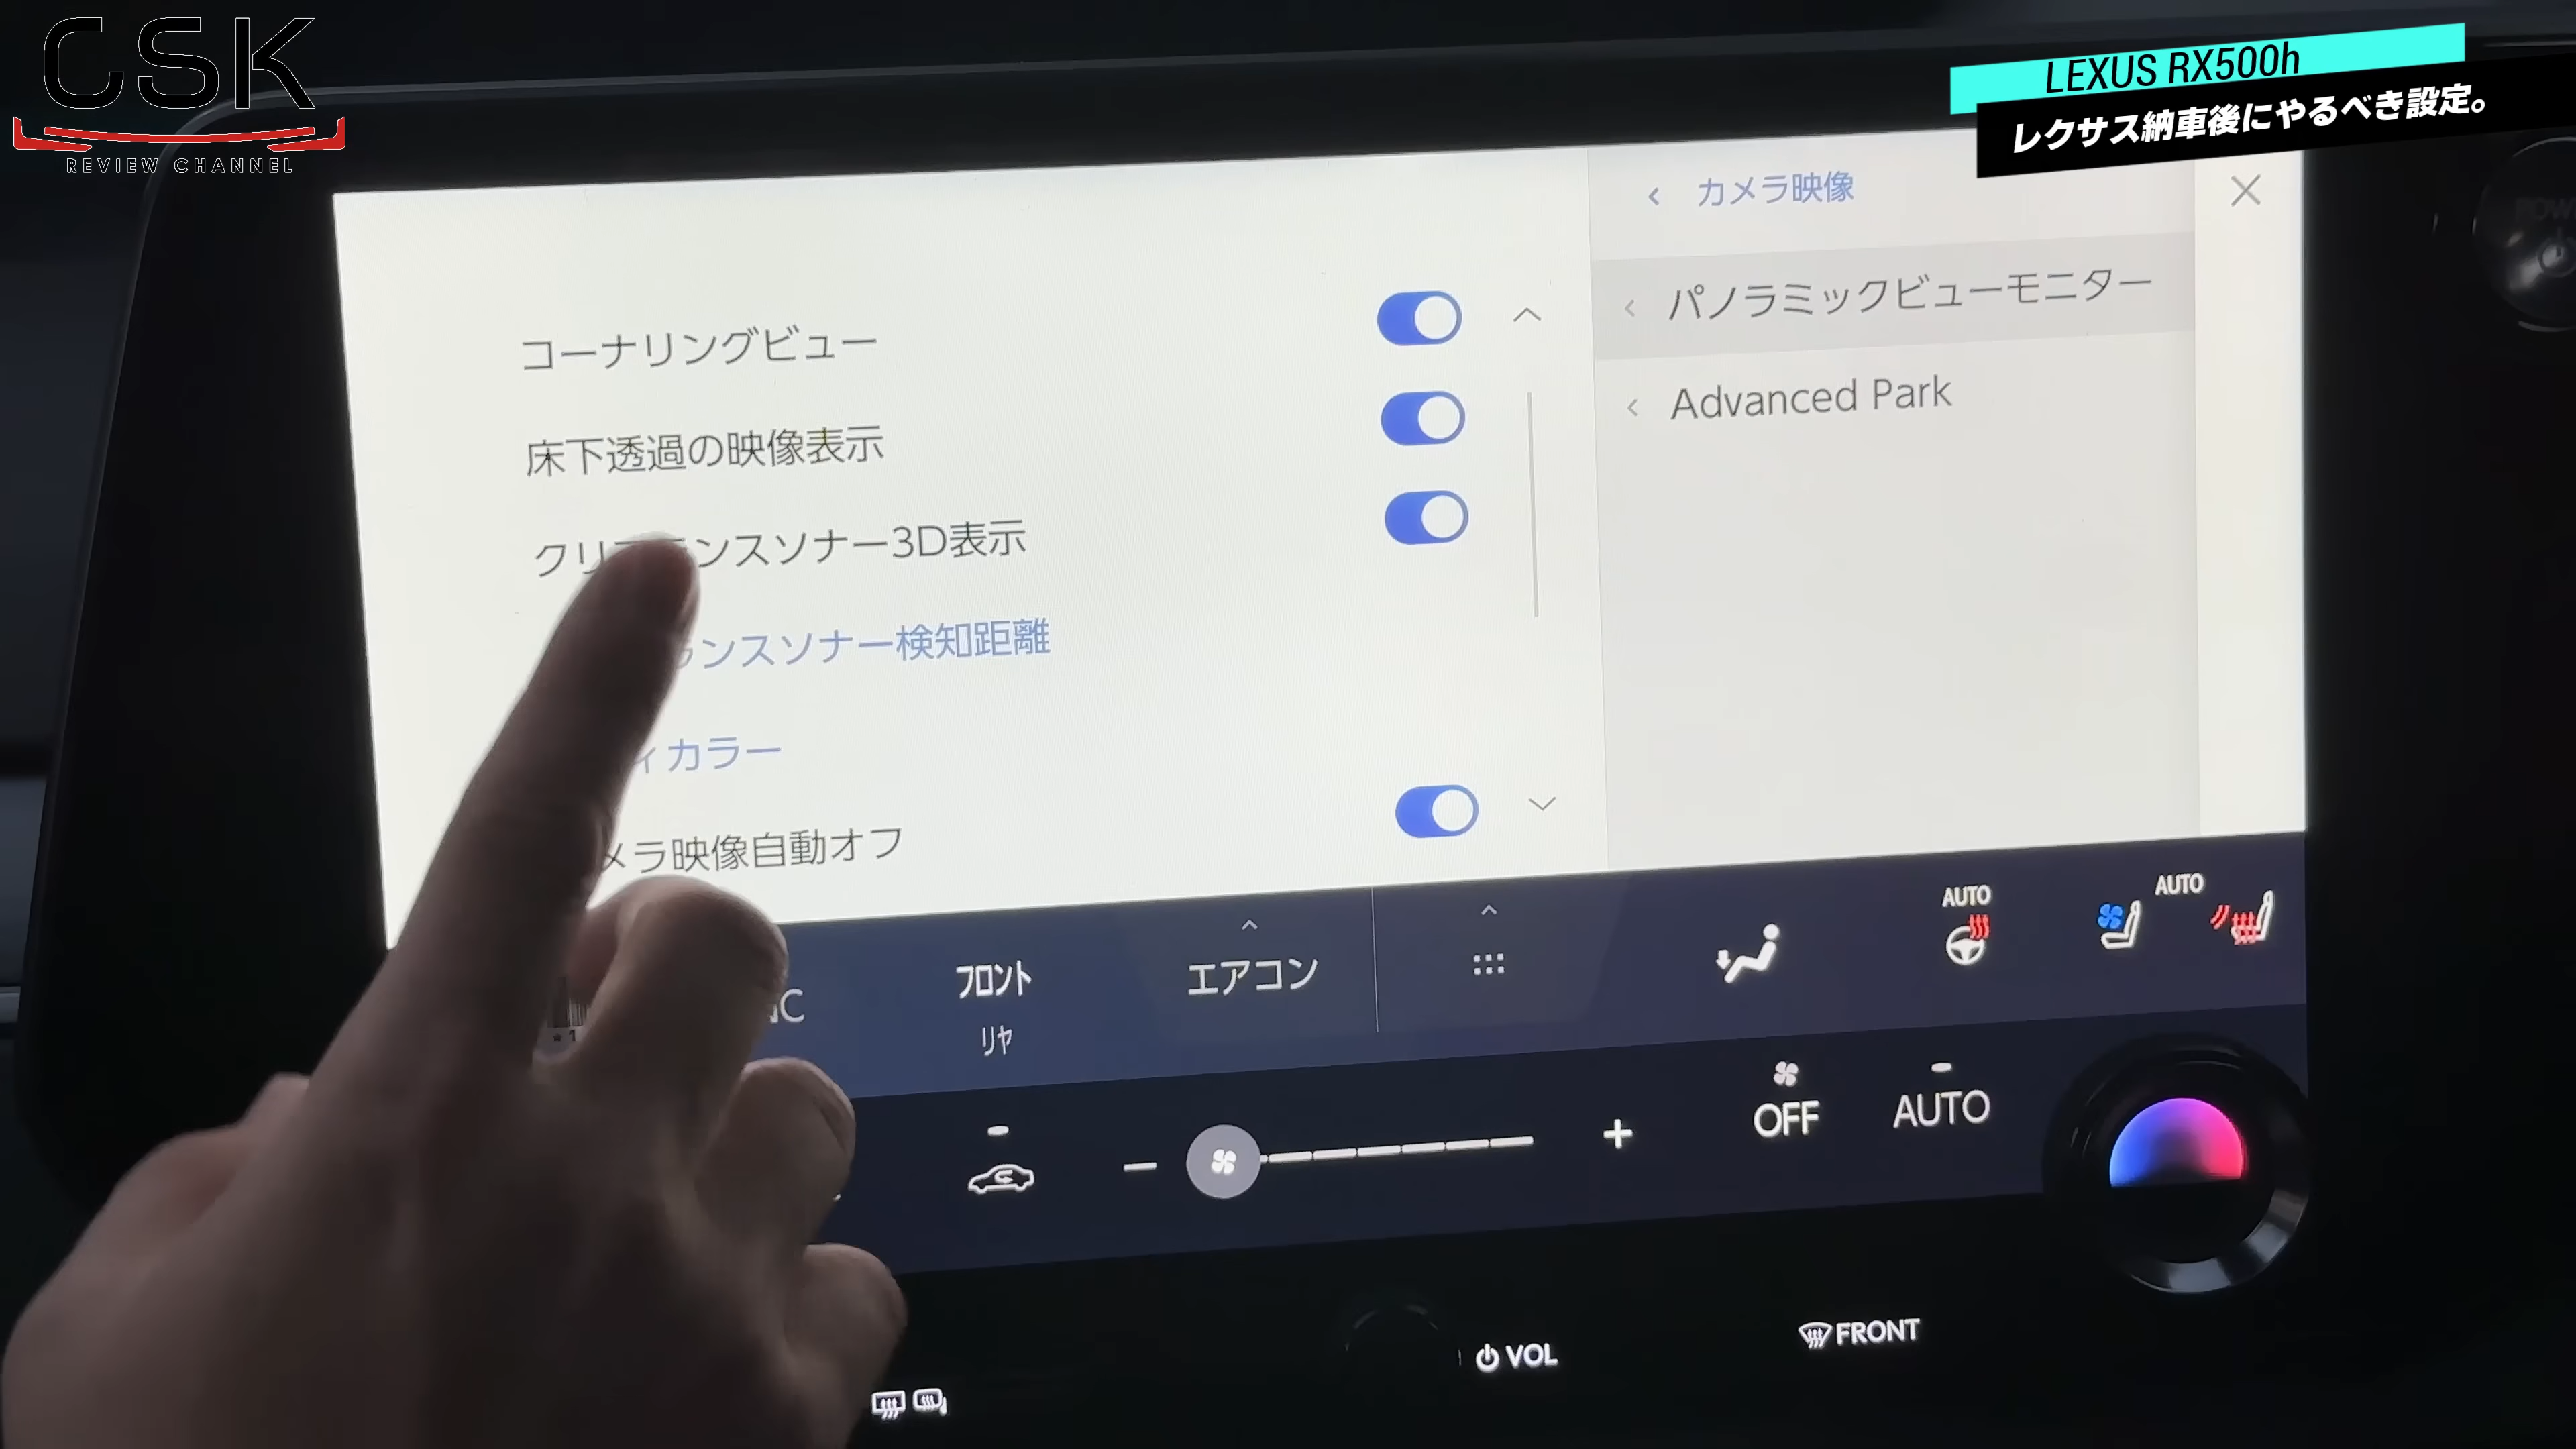 CSK
REVIEW CHANNEL
LEXUS RX500h
レクサス納車後にやるべき設定。
カメラ映像
パノラミックビューモニター
Advanced Park
コーナリングビュー
床下透過の映像表示
クリアランスソナー3D表示
ランスソナー検知距離
ィカラー
メラ映像自動オフ
フロント
リヤ
エアコン
AUTO
AUTO
OFF
AUTO
VOL
FRONT